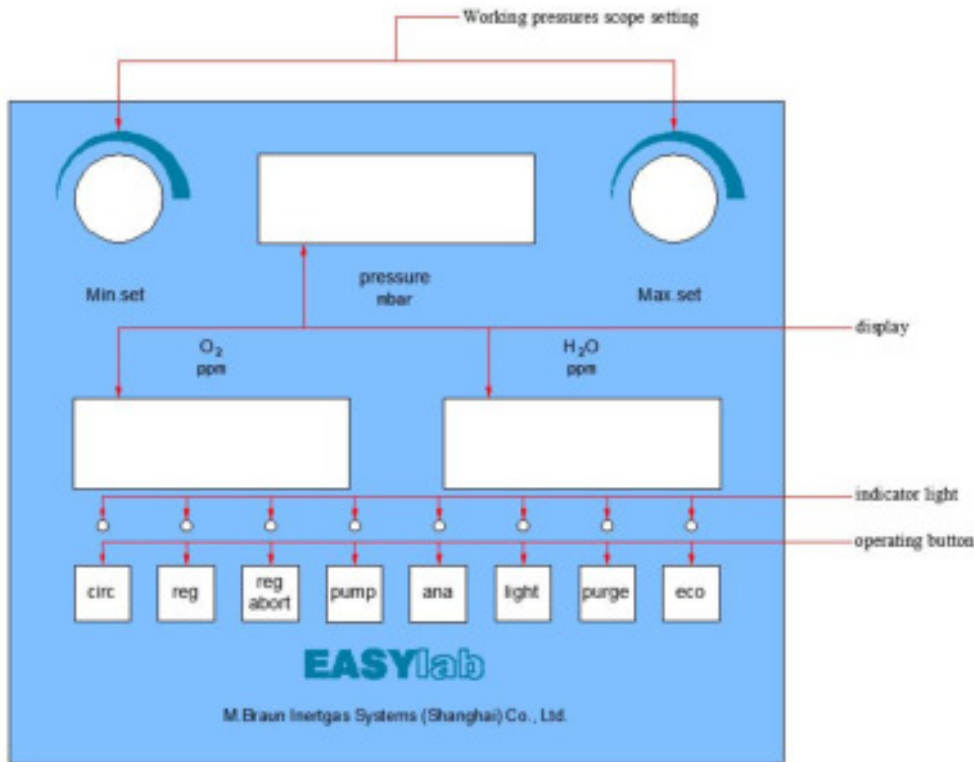 Working pressures scope setting
Min.set
pressure
mbar
Max.set
display
O₂
ppm
H₂O
ppm
indicator light
operating button
circ
reg
reg
abort
pump
ana
light
purge
eco
EASYlab
M.Braun Inertgas Systems (Shanghai) Co., Ltd.